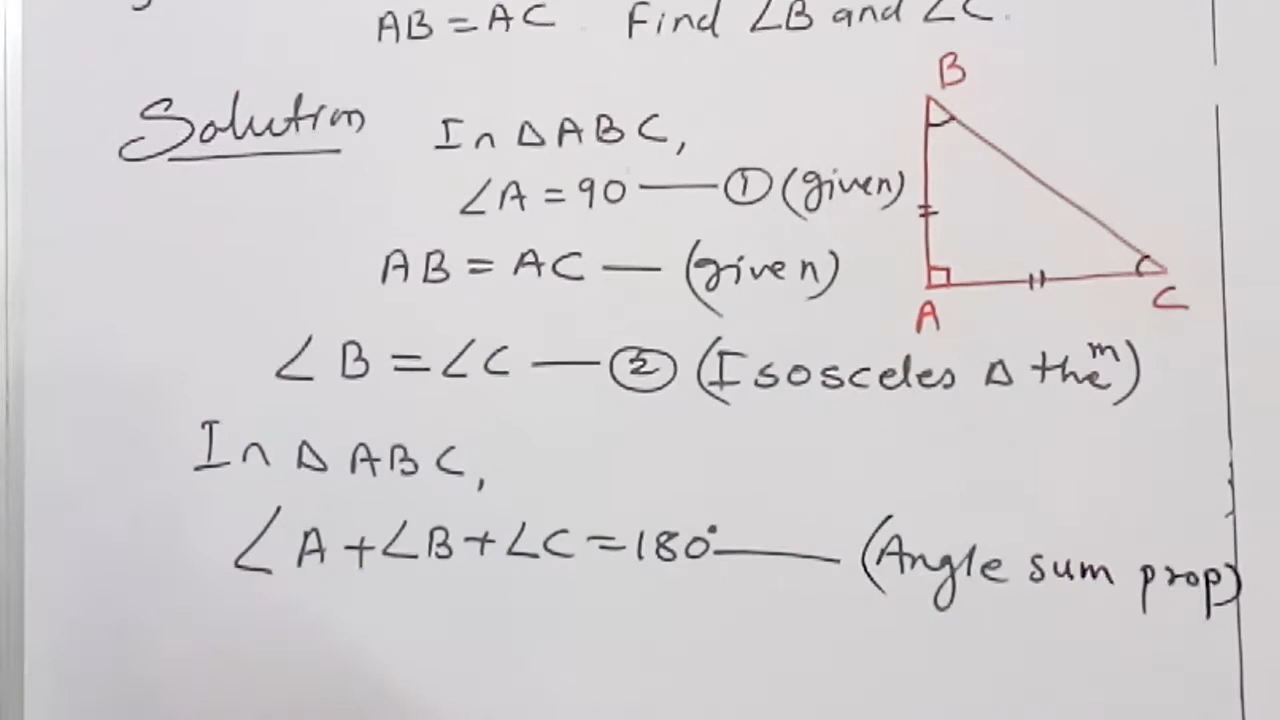 AB = AC. Find ∠B and ∠C.
Solution
In △ABC,
∠A = 90 — ① (given)
AB = AC — (given)
∠B = ∠C — ② (Isosceles △ theᵐ)
In △ABC,
∠A + ∠B + ∠C = 180° — (Angle sum prop)
B
A
C